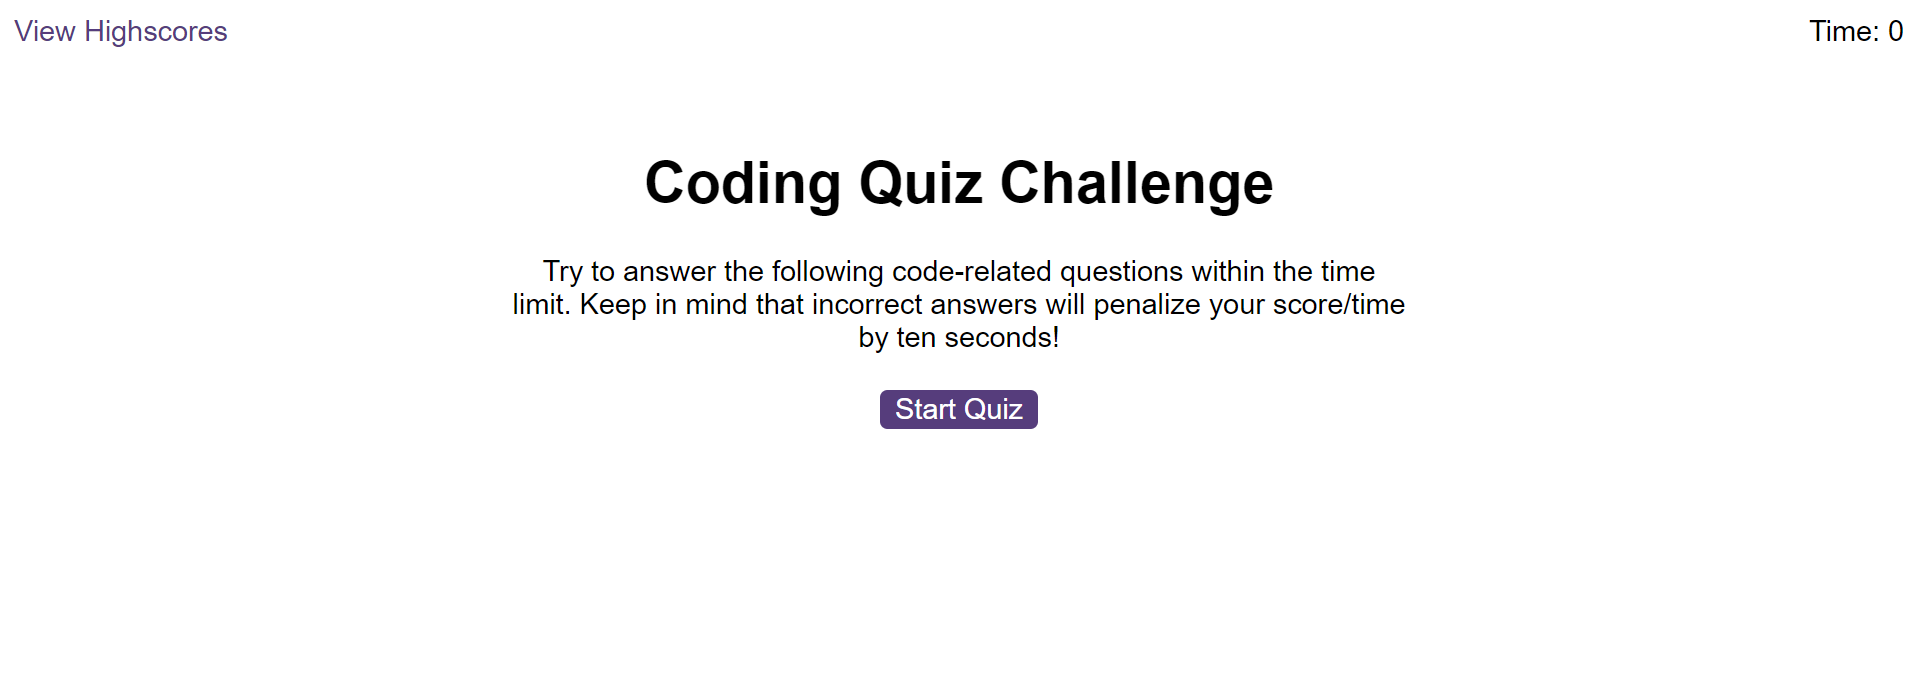 View Highscores
Time: 0
Coding Quiz Challenge
Try to answer the following code-related questions within the time
limit. Keep in mind that incorrect answers will penalize your score/time
by ten seconds!
Start Quiz